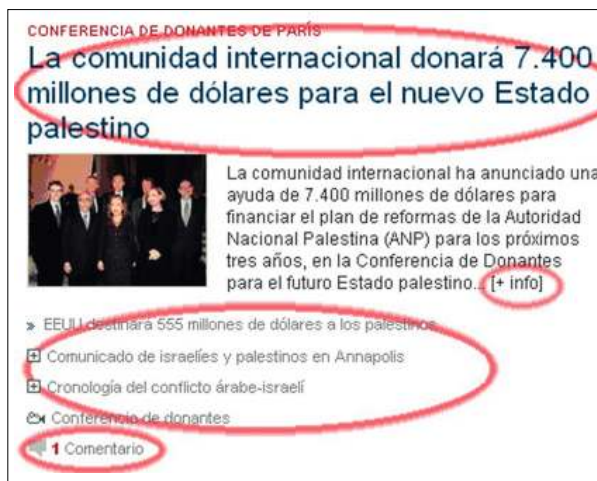 CONFERENCIA DE DONANTES DE PARÍS
La comunidad internacional donará 7.400
millones de dólares para el nuevo Estado
palestino
La comunidad internacional ha anunciado una
ayuda de 7.400 millones de dólares para
financiar el plan de reformas de la Autoridad
Nacional Palestina (ANP) para los próximos
tres años, en la Conferencia de Donantes
para el futuro Estado palestino... [+ info]
» EEUU destinará 555 millones de dólares a los palestinos
Comunicado de israelíes y palestinos en Annapolis
Cronología del conflicto árabe-israelí
Conferencia de donantes
1 Comentario